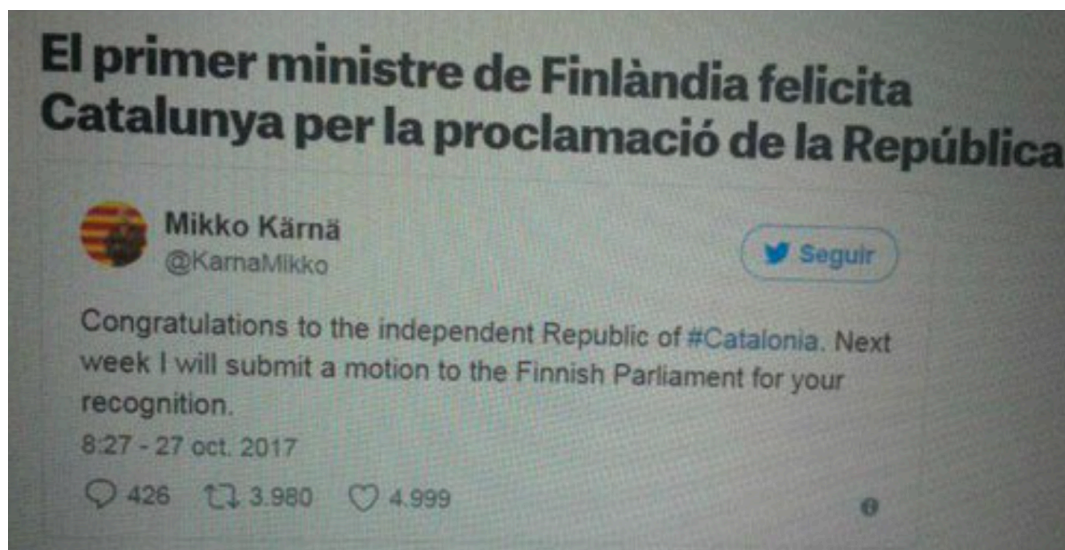 El primer ministre de Finlàndia felicita
Catalunya per la proclamació de la República
Mikko Kärnä
@KarnaMikko
Seguir
Congratulations to the independent Republic of #Catalonia. Next
week I will submit a motion to the Finnish Parliament for your
recognition.
8:27 - 27 oct. 2017
426 3.980 4.999